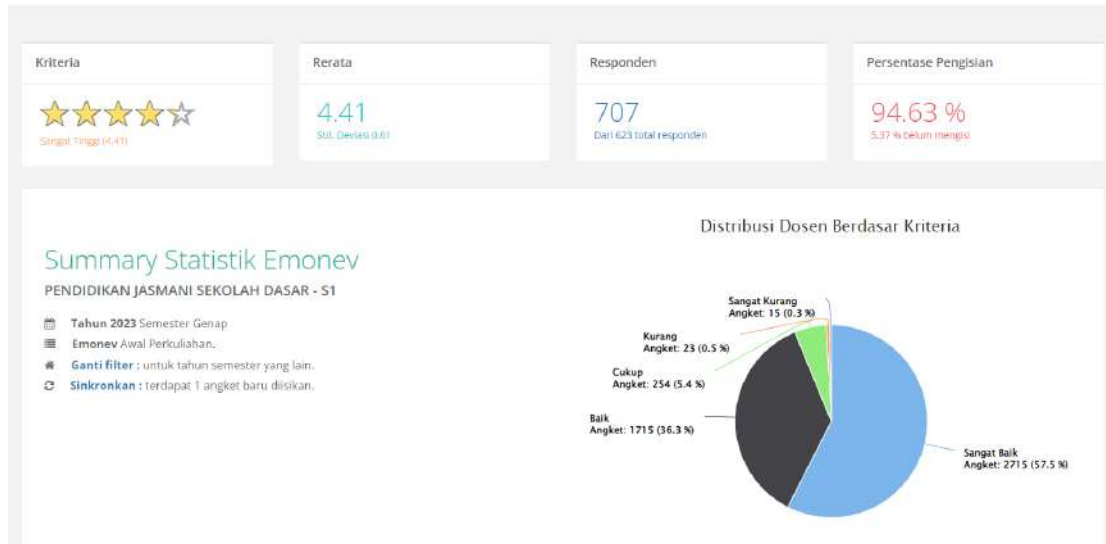 Kriteria
Sangat Tinggi (4.41)
Rerata
4.41
Std. Deviasi 0.61
Responden
707
Dari 623 total responden
Persentase Pengisian
94.63 %
5.37 % belum mengisi
Summary Statistik Emonev
PENDIDIKAN JASMANI SEKOLAH DASAR - S1
Tahun 2023 Semester Genap
Emonev Awal Perkuliahan.
Ganti filter : untuk tahun semester yang lain.
Sinkronkan : terdapat 1 angket baru diisikan.
Distribusi Dosen Berdasar Kriteria
Sangat Kurang
Angket: 15 (0.3 %)
Kurang
Angket: 23 (0.5 %)
Cukup
Angket: 254 (5.4 %)
Baik
Angket: 1715 (36.3 %)
Sangat Baik
Angket: 2715 (57.5 %)